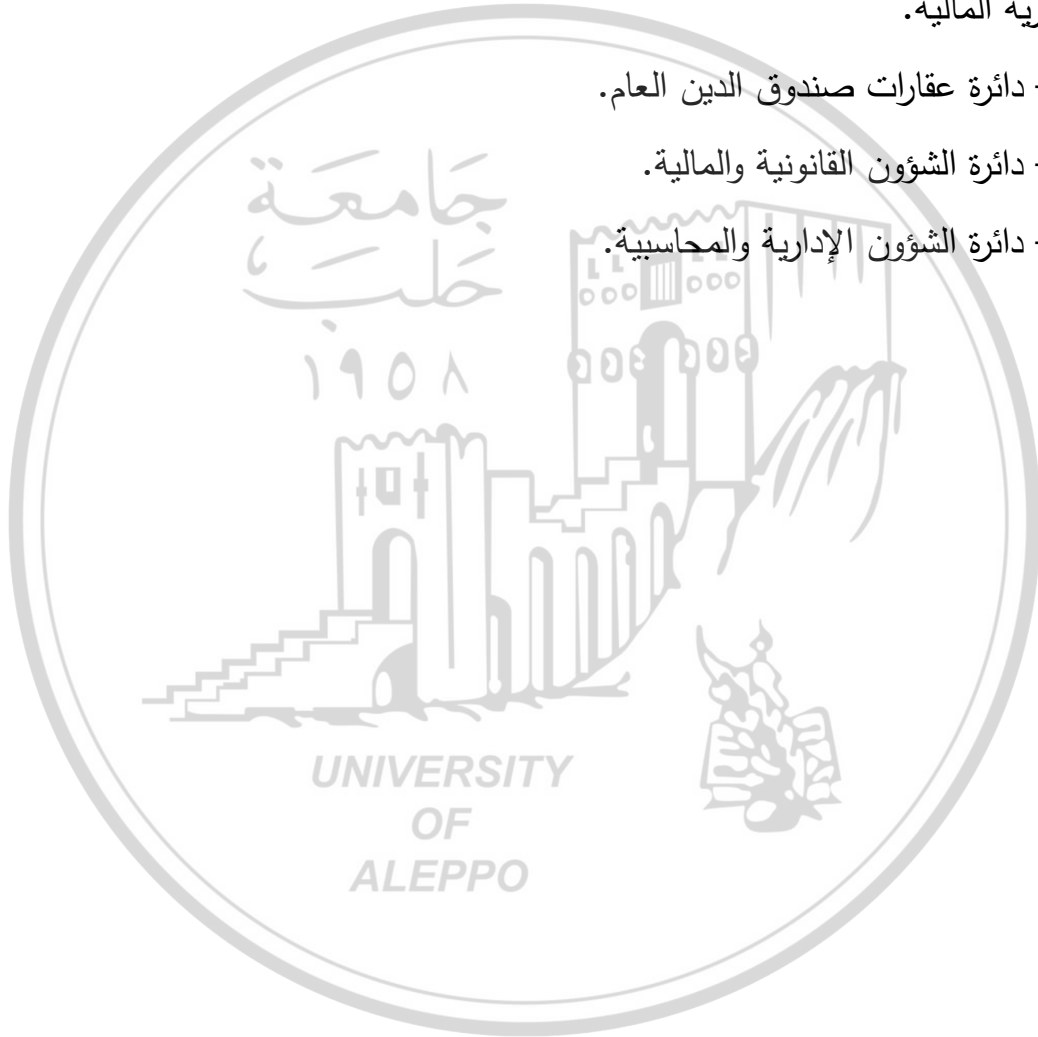 المالية.
- دائرة عقارات صندوق الدين العام.
- دائرة الشؤون القانونية والمالية.
- دائرة الشؤون الإدارية والمحاسبية.
جامعة
حلب
١٩٥٨
UNIVERSITY
OF
ALEPPO